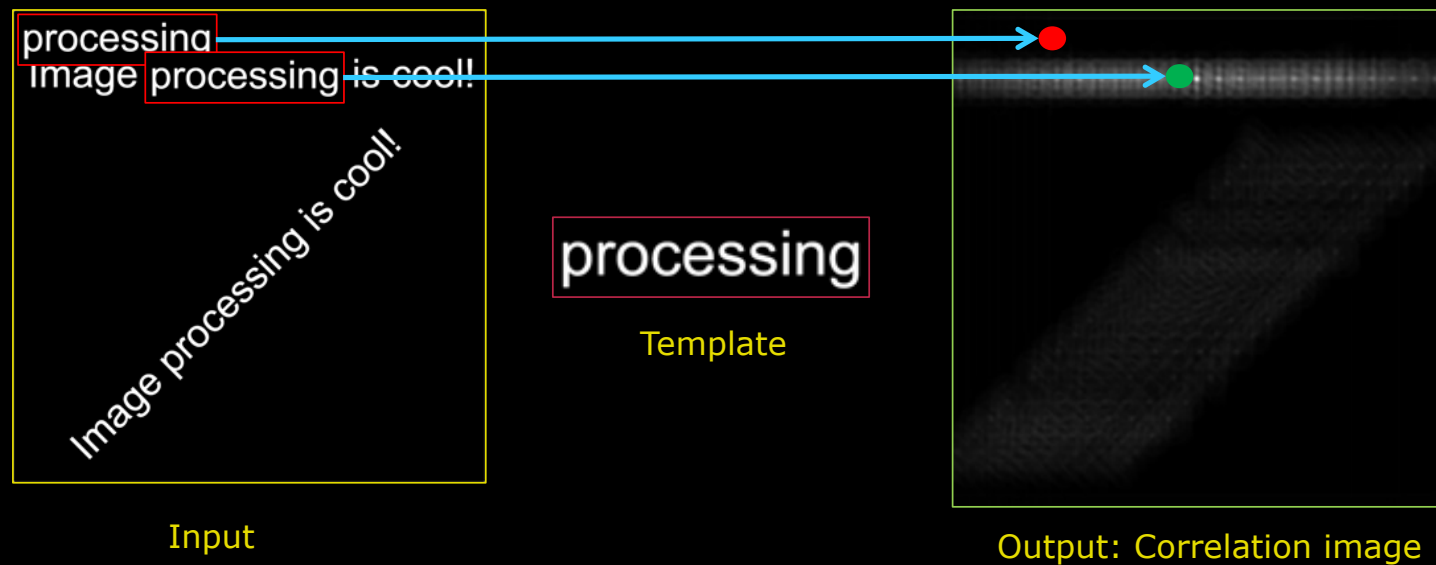 processing
Image processing is cool!
Image processing is cool!
processing
Template
Input
Output: Correlation image